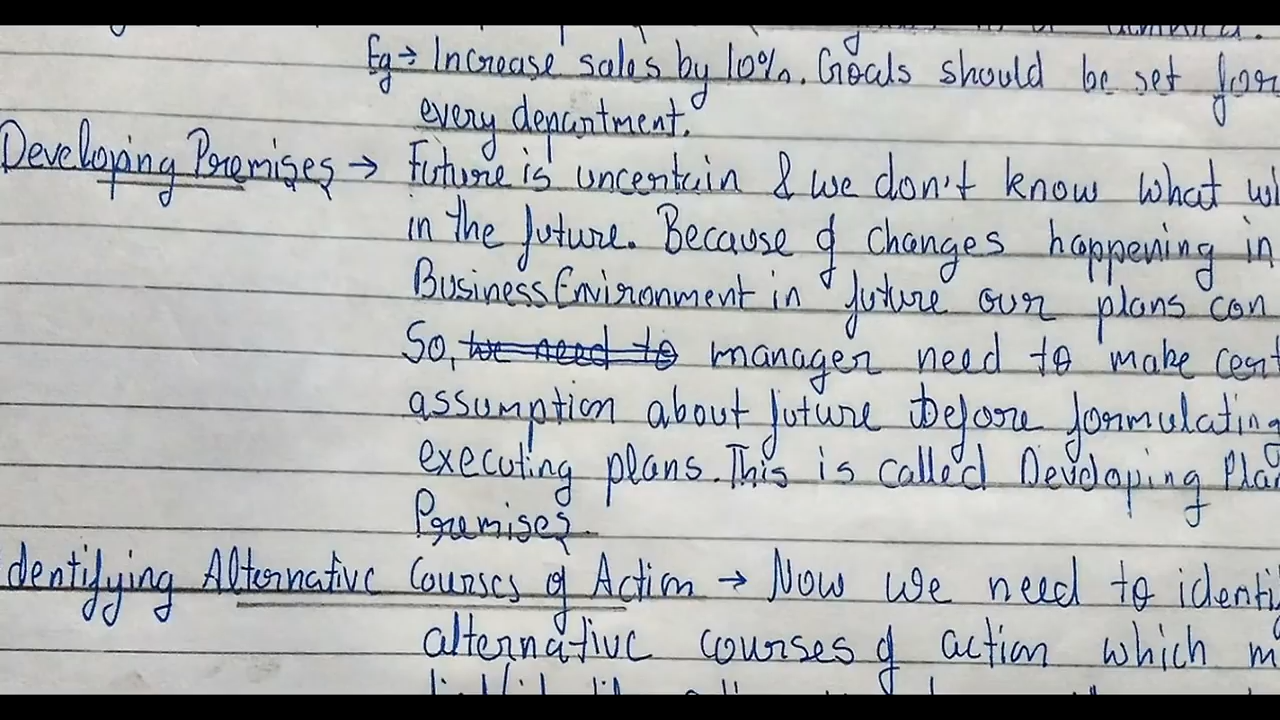 Eg → Increase sales by 10%. Goals should be set for
every department.
Developing Premises → Future is uncertain & we don't know what
in the future. Because of changes happening in
Business Environment in future our plans can
So, we need to manager need to make
assumption about future before formulating
executing plans. This is called Developing
Premises
dentifying Alternative Courses of Action → Now we need to identi
alternative courses of action which